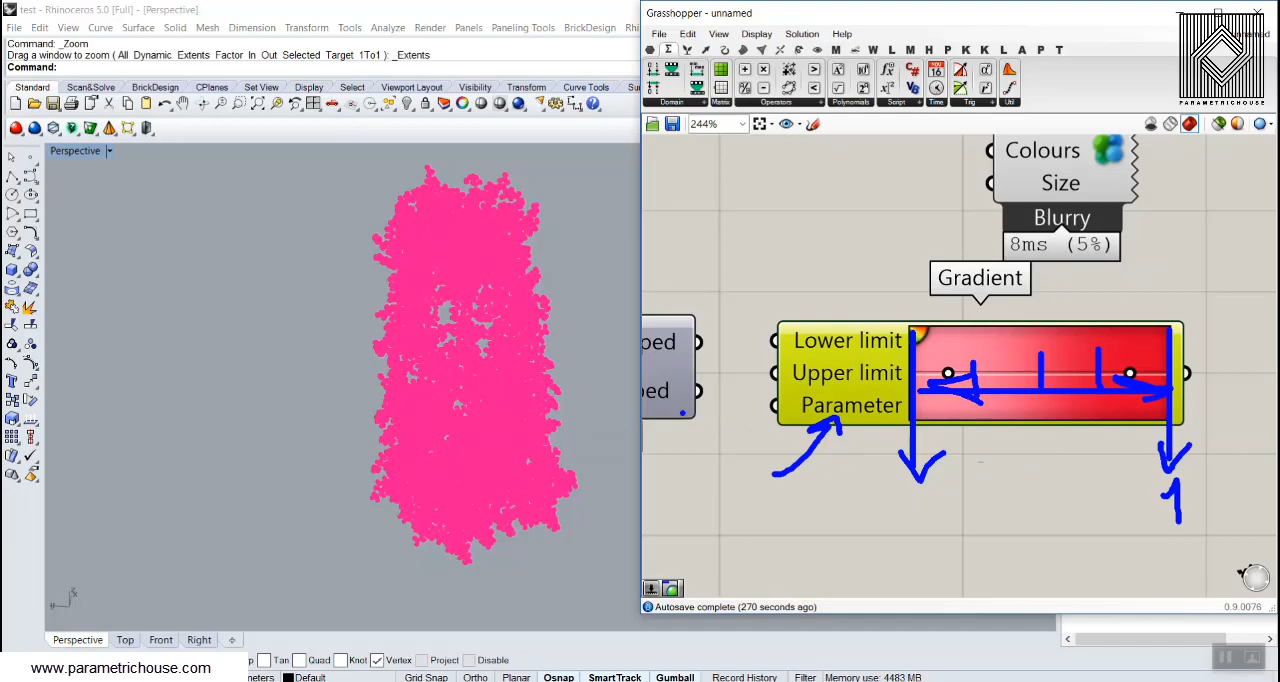 test - Rhinoceros 5.0 [Full] - [Perspective]
File Edit View Curve Surface Solid Mesh Dimension Transform Tools Analyze Render Panels Paneling Tools BrickDesign
Command: _Zoom
Drag a window to zoom ( All Dynamic Extents Factor In Out Selected Target 1To1 ): _Extents
Command:
Standard Scan&Solve BrickDesign CPlanes Set View Display Select Viewport Layout Visibility Transform Curve Tools
Perspective
Perspective Top Front Right
Tan Quad Knot Vertex Project Disable
www.parametrichouse.com
Default Grid Snap Ortho Planar Osnap SmartTrack Gumball Record History Filter Memory use: 4483 MB
Grasshopper - unnamed
File Edit View Display Solution Help
M W L M H P K K L A P T
Domain Matrix Operators Polynomials Script Time Trig Util
244%
PARAMETRICHOUSE
Colours
Size
Blurry
8ms (5%)
Gradient
Lower limit
Upper limit
Parameter
1
Autosave complete (270 seconds ago)
0.9.0076